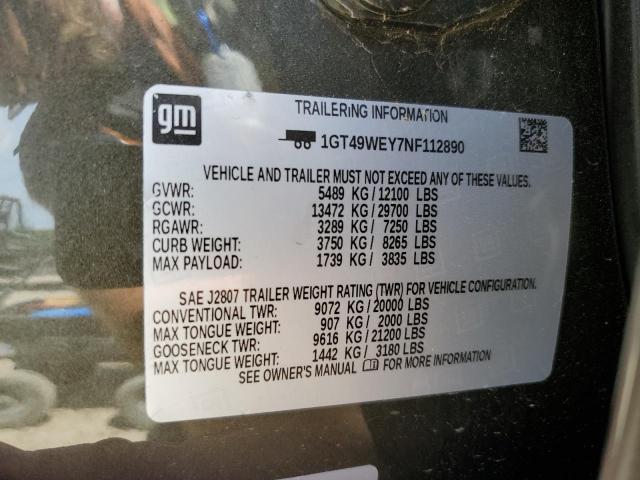 gm
TRAILERING INFORMATION
1GT49WEY7NF112890
VEHICLE AND TRAILER MUST NOT EXCEED ANY OF THESE VALUES.
GVWR: 5489 KG / 12100 LBS
GCWR: 13472 KG / 29700 LBS
RGAWR: 3289 KG / 7250 LBS
CURB WEIGHT: 3750 KG / 8265 LBS
MAX PAYLOAD: 1739 KG / 3835 LBS
SAE J2807 TRAILER WEIGHT RATING (TWR) FOR VEHICLE CONFIGURATION.
CONVENTIONAL TWR: 9072 KG / 20000 LBS
MAX TONGUE WEIGHT: 907 KG / 2000 LBS
GOOSENECK TWR: 9616 KG / 21200 LBS
MAX TONGUE WEIGHT: 1442 KG / 3180 LBS
SEE OWNER'S MANUAL FOR MORE INFORMATION